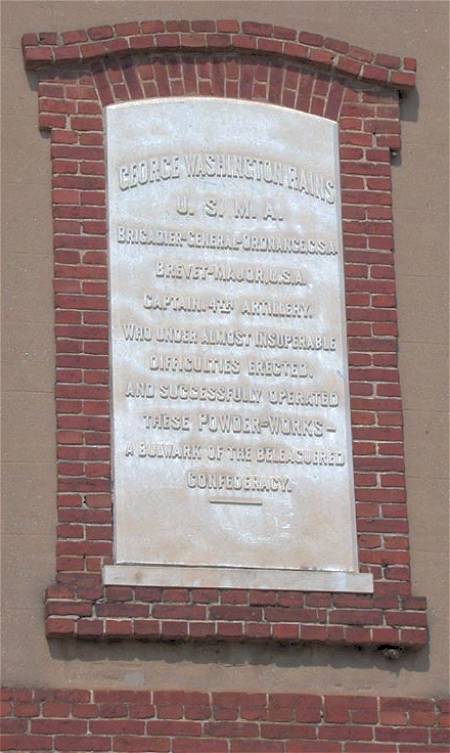 GEORGE WASHINGTON RAINS
U. S. M. A.
BRIGADIER-GENERAL-ORDNANCE.C.S.A.
BREVET-MAJOR,U.S.A.
CAPTAIN. 4TH ARTILLERY.
WHO UNDER ALMOST INSUPERABLE
DIFFICULTIES ERECTED,
AND SUCCESSFULLY OPERATED
THESE POWDER-WORKS—
A BULWARK OF THE BELEAGUERED
CONFEDERACY.